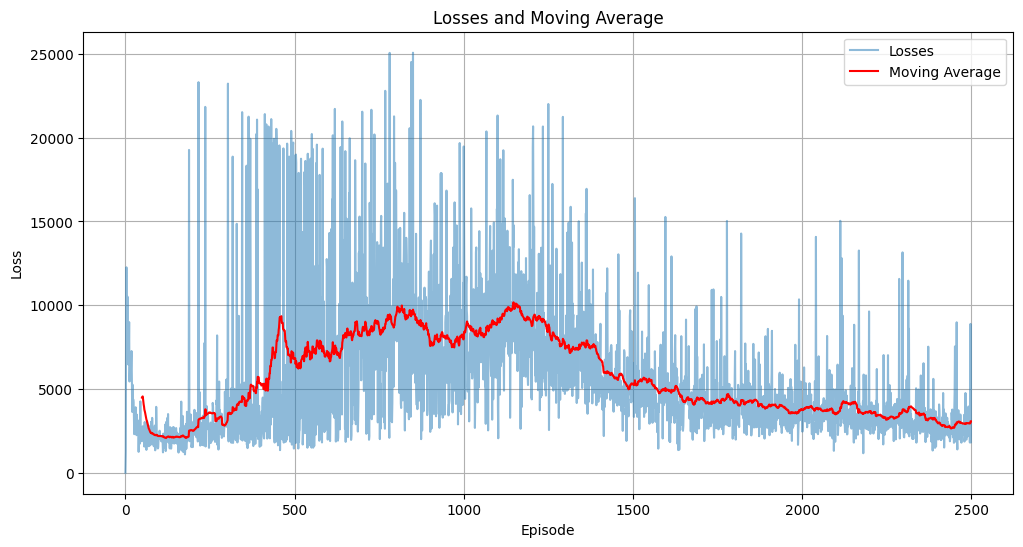 Losses and Moving Average
Losses
Moving Average
Loss
25000
20000
15000
10000
5000
0
0 500 1000 1500 2000 2500
Episode